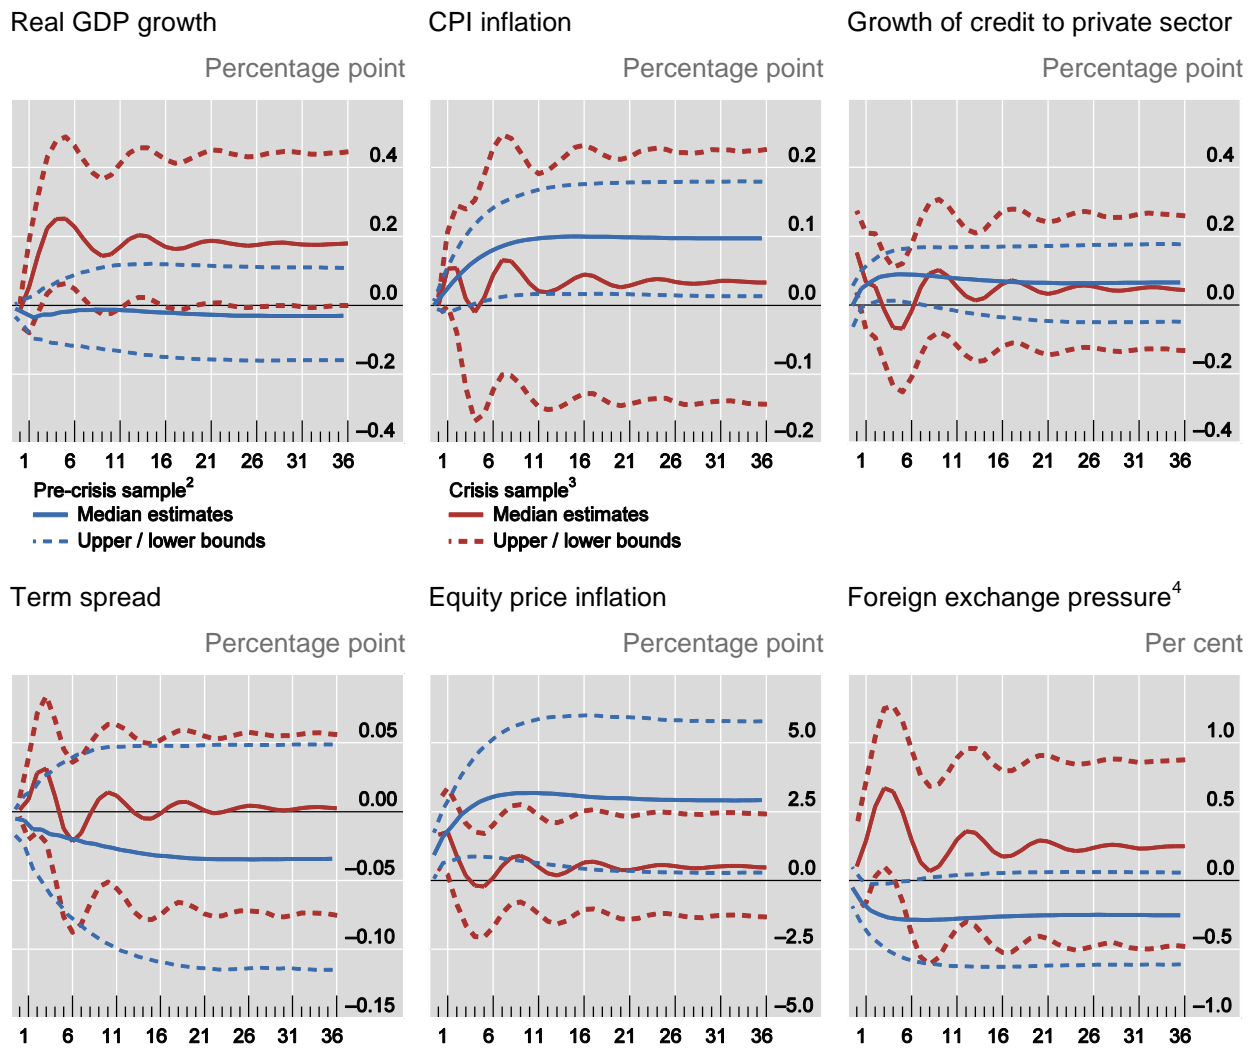 Real GDP growth
CPI inflation
Growth of credit to private sector
Percentage point
Percentage point
Percentage point
0.4
0.2
0.0
–0.2
–0.4
1 6 11 16 21 26 31 36
0.2
0.1
0.0
–0.1
–0.2
1 6 11 16 21 26 31 36
0.4
0.2
0.0
–0.2
–0.4
1 6 11 16 21 26 31 36
Pre-crisis sample²
Median estimates
Upper / lower bounds
Crisis sample³
Median estimates
Upper / lower bounds
Term spread
Equity price inflation
Foreign exchange pressure⁴
Percentage point
Percentage point
Per cent
0.05
0.00
–0.05
–0.10
–0.15
1 6 11 16 21 26 31 36
5.0
2.5
0.0
–2.5
–5.0
1 6 11 16 21 26 31 36
1.0
0.5
0.0
–0.5
–1.0
1 6 11 16 21 26 31 36